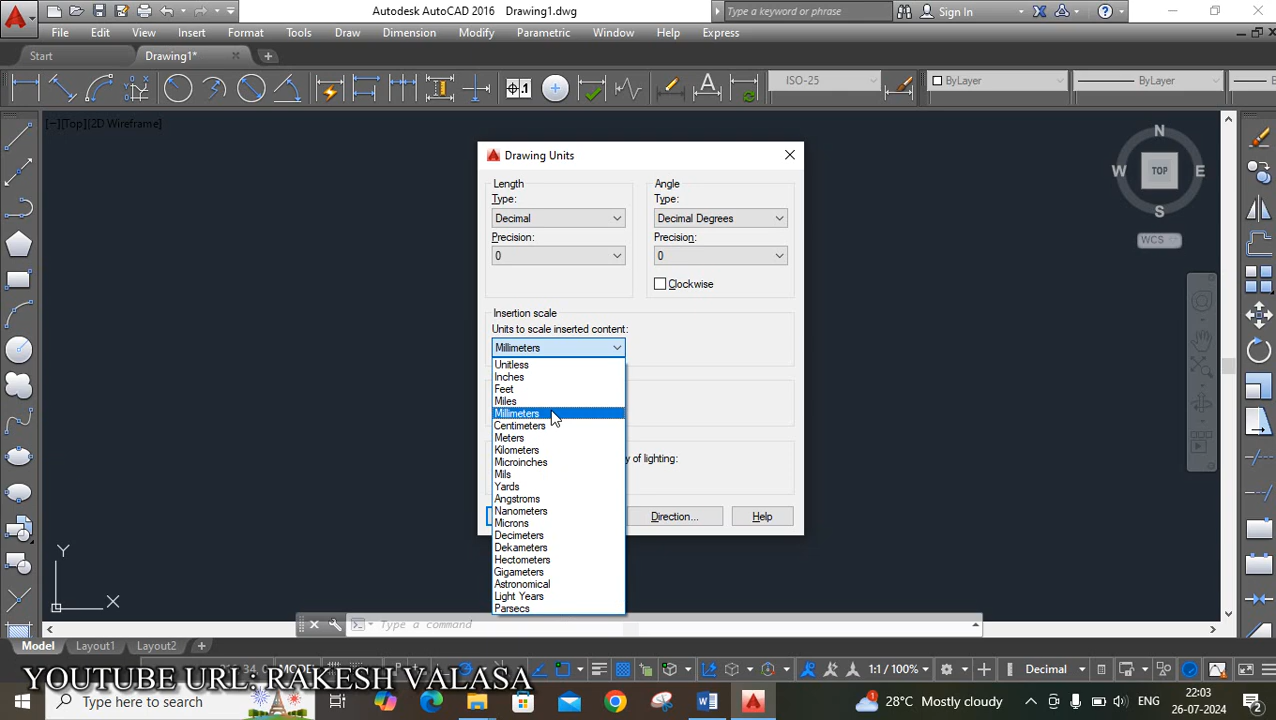 Autodesk AutoCAD 2016 Drawing1.dwg
Type a keyword or phrase
Sign In
File Edit View Insert Format Tools Draw Dimension Modify Parametric Window Help Express
Start
Drawing1*
ISO-25
ByLayer
ByLayer
[−][Top][2D Wireframe]
N
W
TOP
E
S
WCS
Drawing Units
Length
Type:
Decimal
Precision:
0
Angle
Type:
Decimal Degrees
Precision:
0
Clockwise
Insertion scale
Units to scale inserted content:
Millimeters
Unitless
Inches
Feet
Miles
Millimeters
Centimeters
Meters
Kilometers
Microinches
Mils
Yards
Angstroms
Nanometers
Microns
Decimeters
Dekameters
Hectometers
Gigameters
Astronomical
Light Years
Parsecs
y of lighting:
Direction...
Help
Y
X
Type a command
Model
Layout1
Layout2
MODEL
1:1 / 100%
Decimal
YOUTUBE URL: RAKESH VALASA
Type here to search
28°C Mostly cloudy
ENG
22:03
26-07-2024